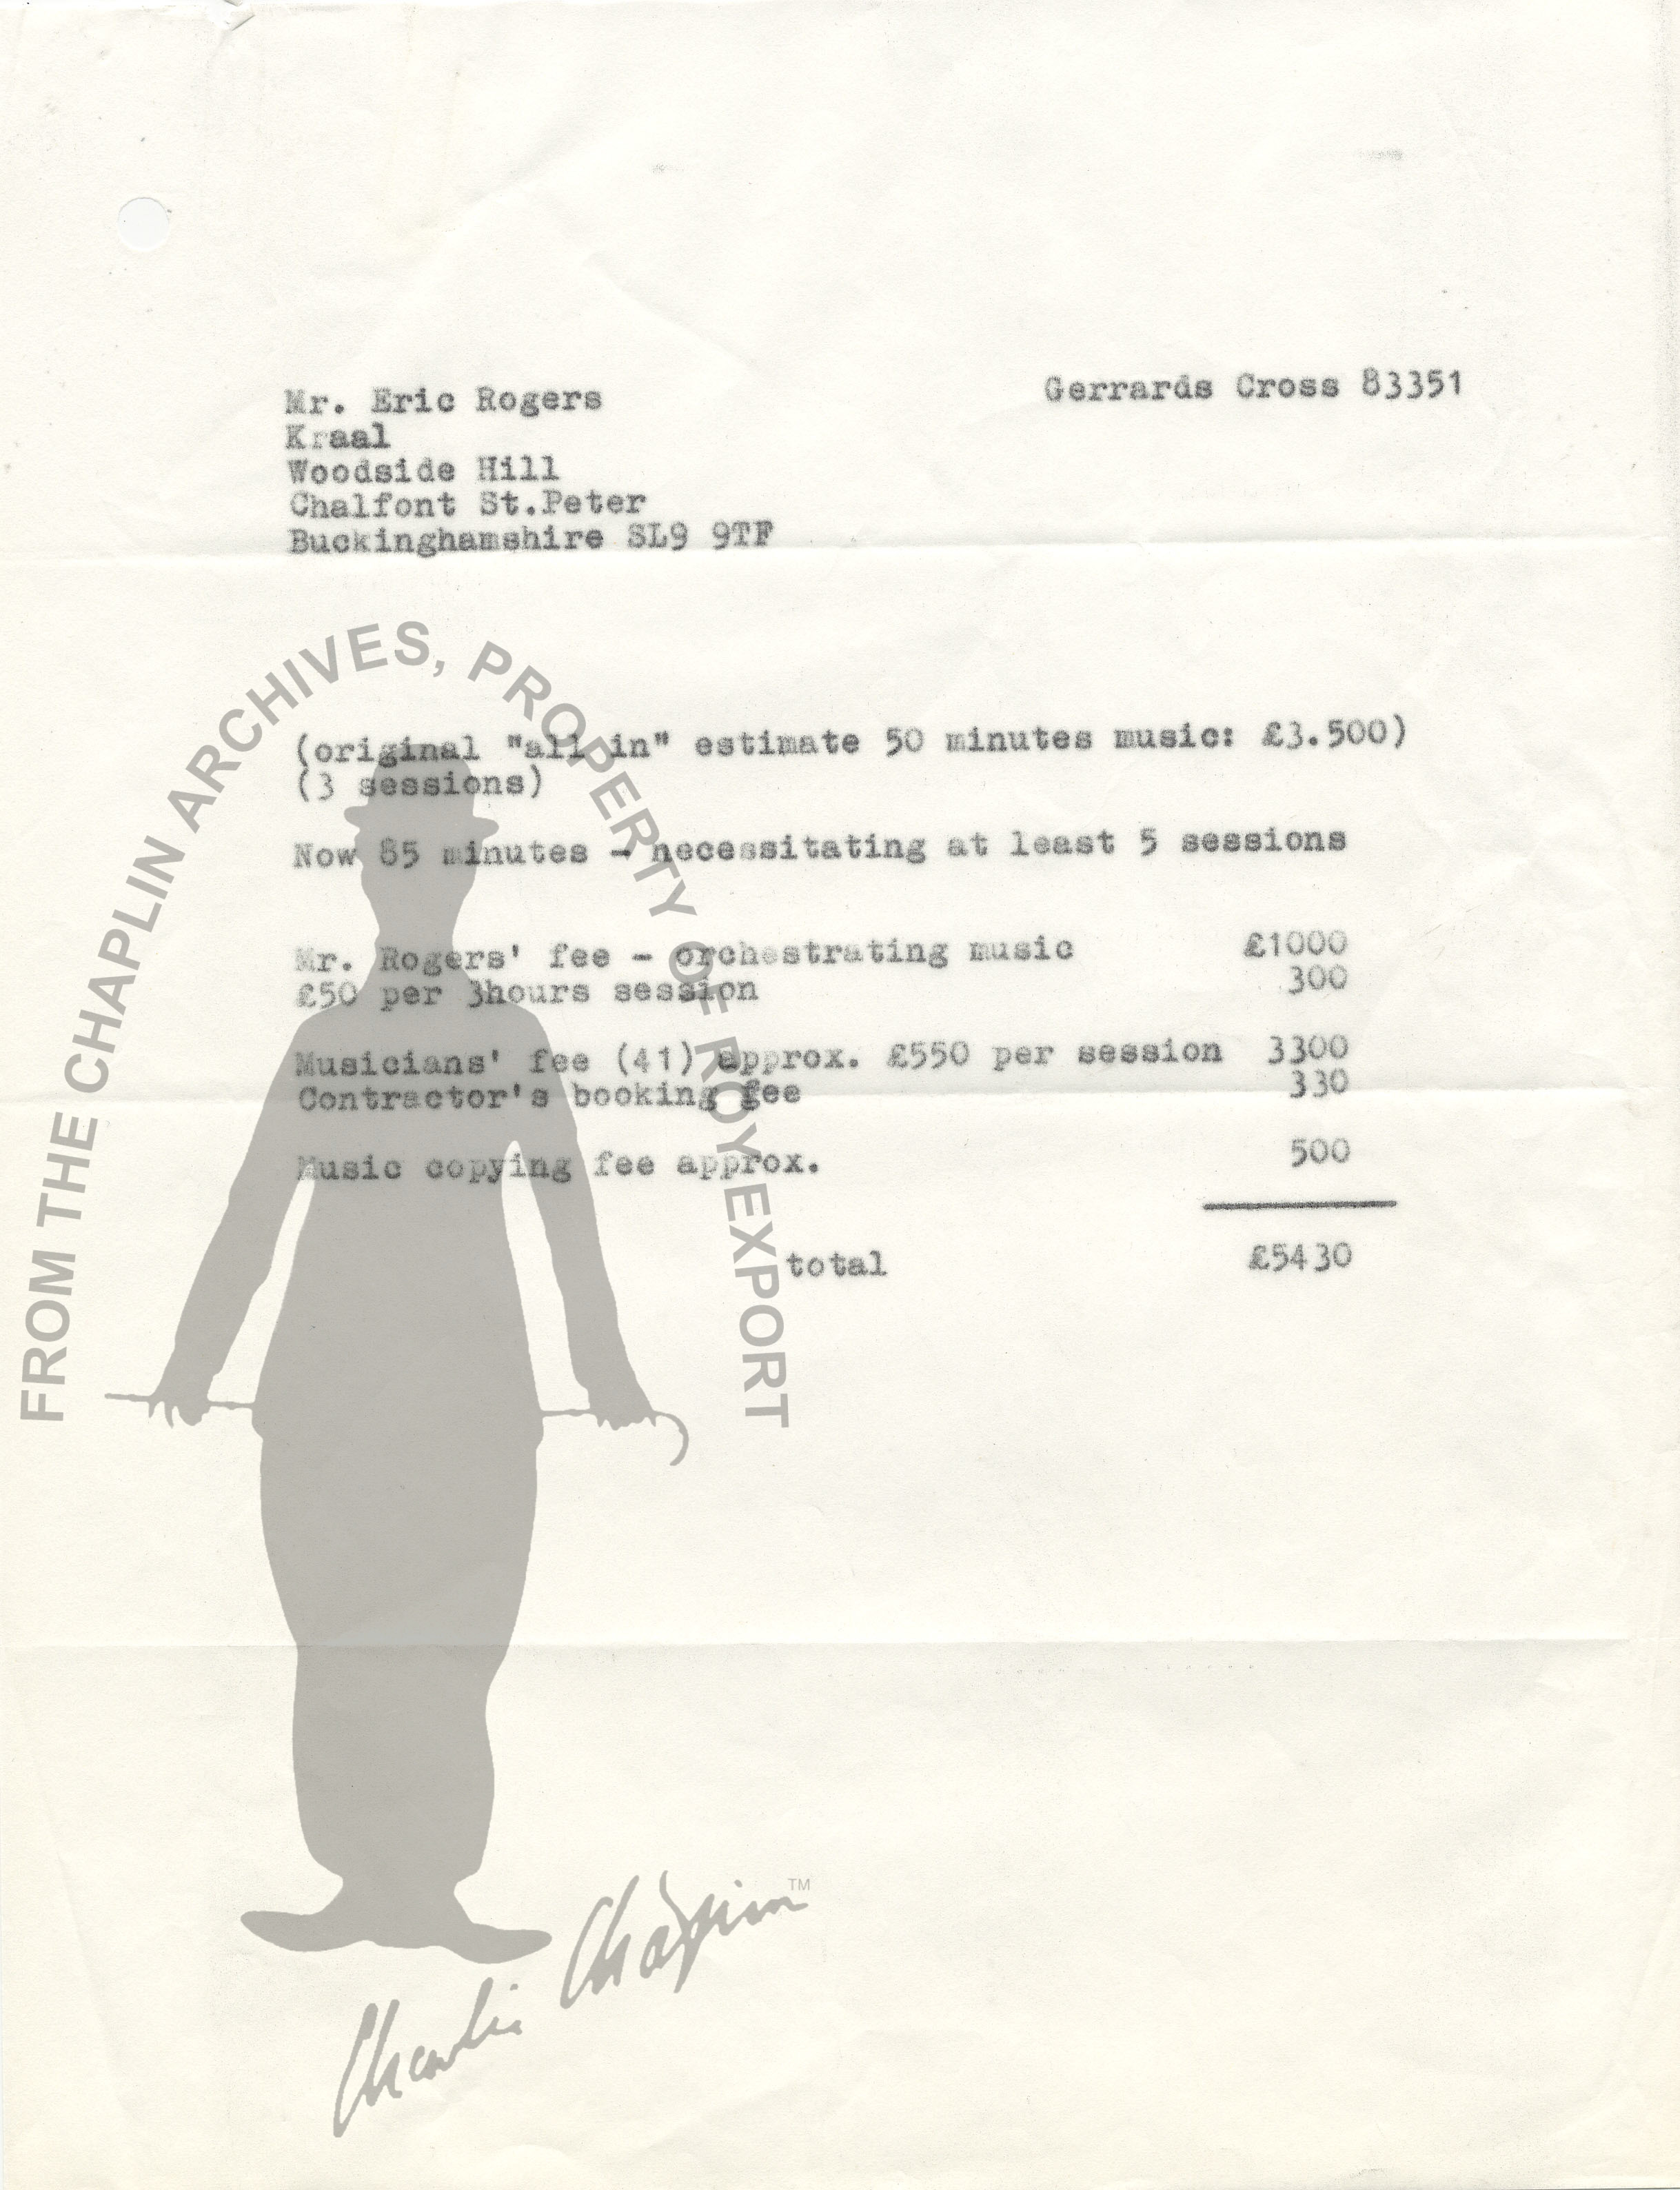 Mr. Eric Rogers
Kraal
Woodside Hill
Chalfont St.Peter
Buckinghamshire SL9 9TF
Gerrards Cross 83351
(original "all in" estimate 50 minutes music: £3.500)
(3 sessions)
Now 85 minutes - necessitating at least 5 sessions
Mr. Rogers' fee - orchestrating music £1000
£50 per 3hours session 300
Musicians' fee (41) approx. £550 per session 3300
Contractor's booking fee 330
Music copying fee approx. 500
total £5430
FROM THE CHAPLIN ARCHIVES, PROPERTY OF ROY EXPORT
Charlie Chaplin TM